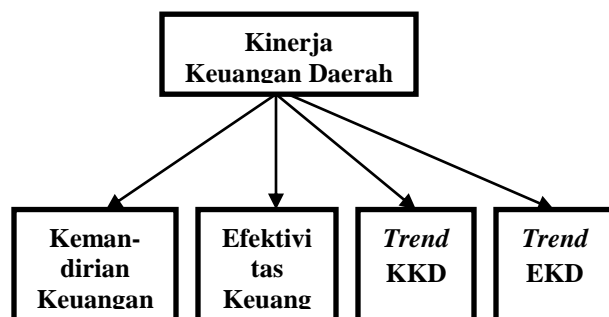 Kinerja
Keuangan Daerah
Keman-
dirian
Keuangan
Efektivi
tas
Keuang
Trend
KKD
Trend
EKD